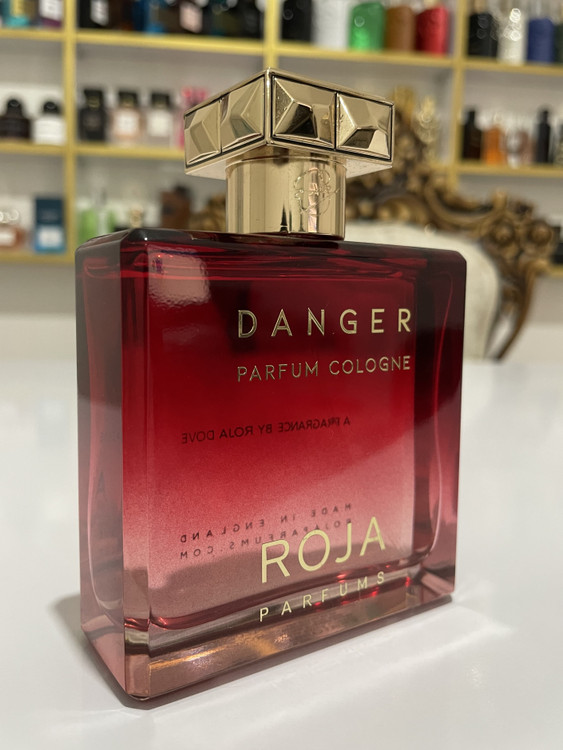 DANGER
PARFUM COLOGNE
A FRAGRANCE BY ROJA DOVE
MADE IN ENGLAND
ROJAPARFUMS.COM
ROJA
PARFUMS